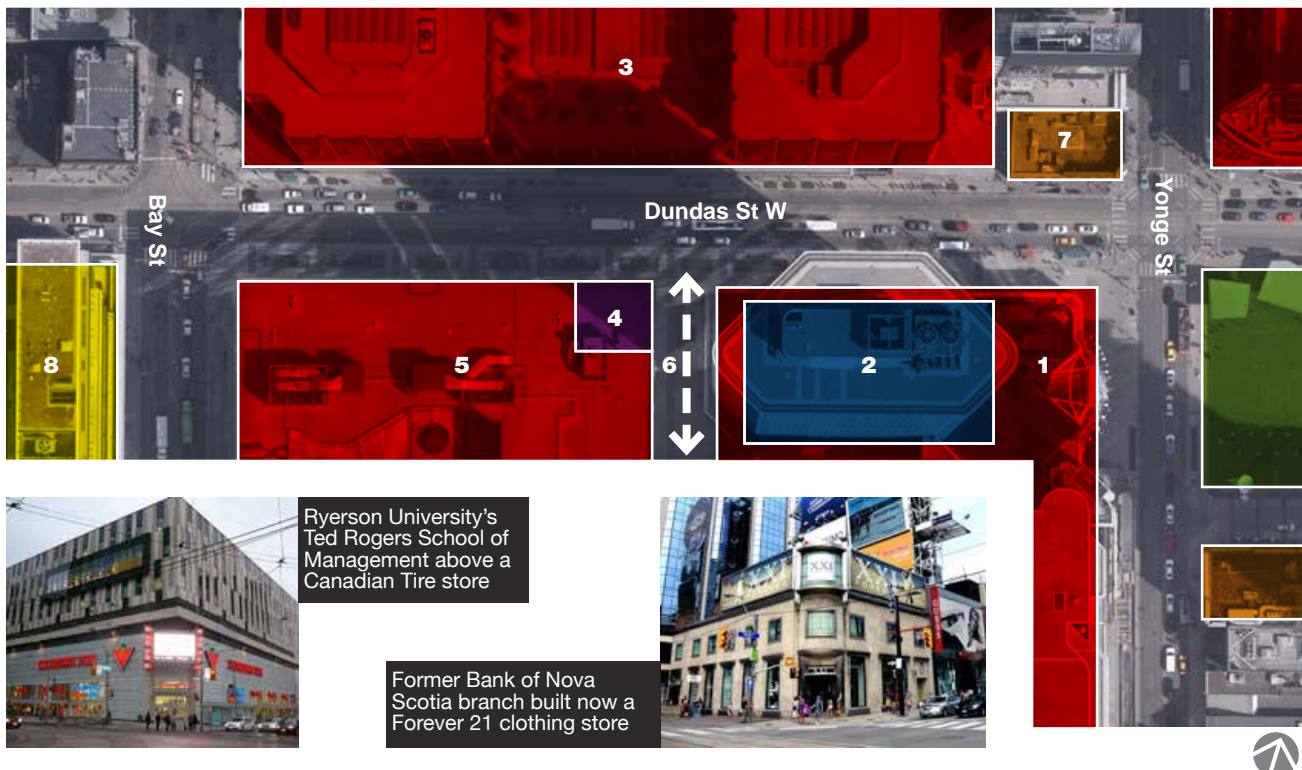 3
7
Bay St
Dundas St W
Yonge St
4
8
5
6
2
1
Ryerson University's
Ted Rogers School of
Management above a
Canadian Tire store
XXI
Former Bank of Nova
Scotia branch built now a
Forever 21 clothing store